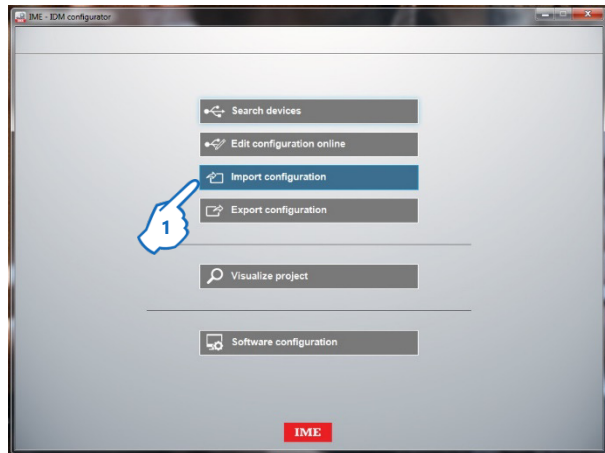 IME - IDM configurator
Search devices
Edit configuration online
Import configuration
Export configuration
1
Visualize project
Software configuration
IME